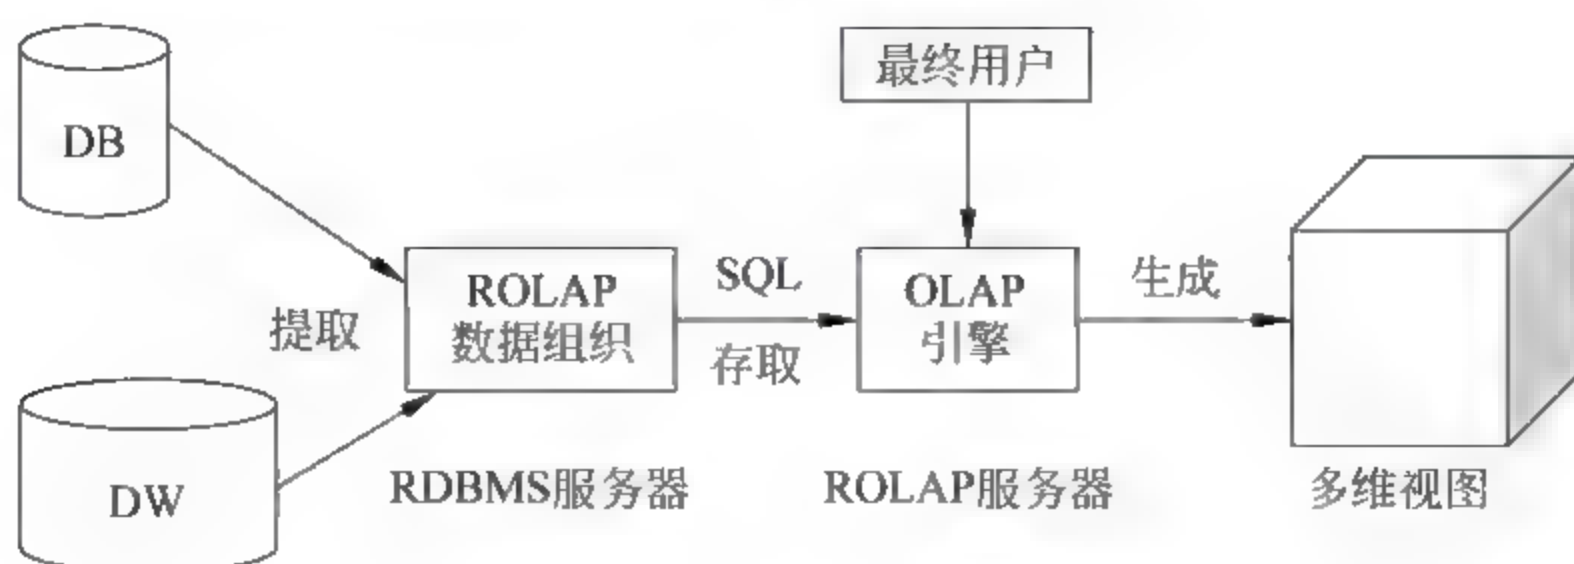 最终用户
DB
ROLAP
数据组织
SQL
存取
OLAP
引擎
生成
提取
DW
RDBMS服务器
ROLAP服务器
多维视图